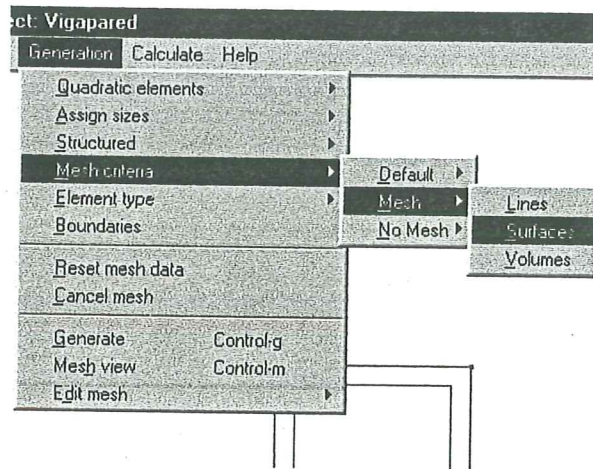 ect: Vigapared
Generation Calculate Help
Quadratic elements
Assign sizes
Structured
Mesh criteria
Element type
Boundaries
Reset mesh data
Cancel mesh
Generate Control-g
Mesh view Control-m
Edit mesh
Default
Mesh
No Mesh
Lines
Surfaces
Volumes